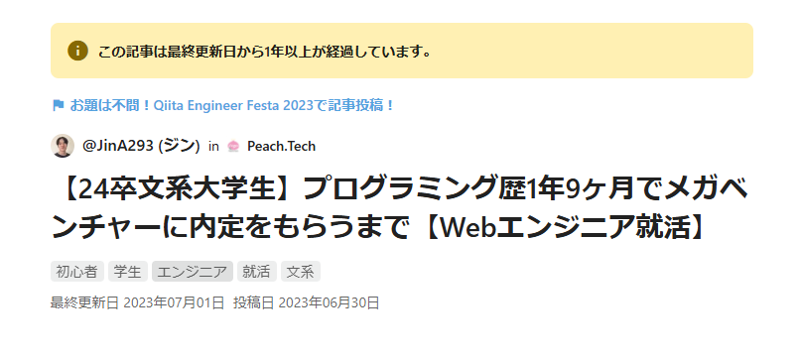 この記事は最終更新日から1年以上が経過しています。
お題は不問！Qiita Engineer Festa 2023で記事投稿！
@JinA293 (ジン) in Peach.Tech
【24卒文系大学生】プログラミング歴1年9ヶ月でメガベ
ンチャーに内定をもらうまで【Webエンジニア就活】
初心者 学生 エンジニア 就活 文系
最終更新日 2023年07月01日 投稿日 2023年06月30日